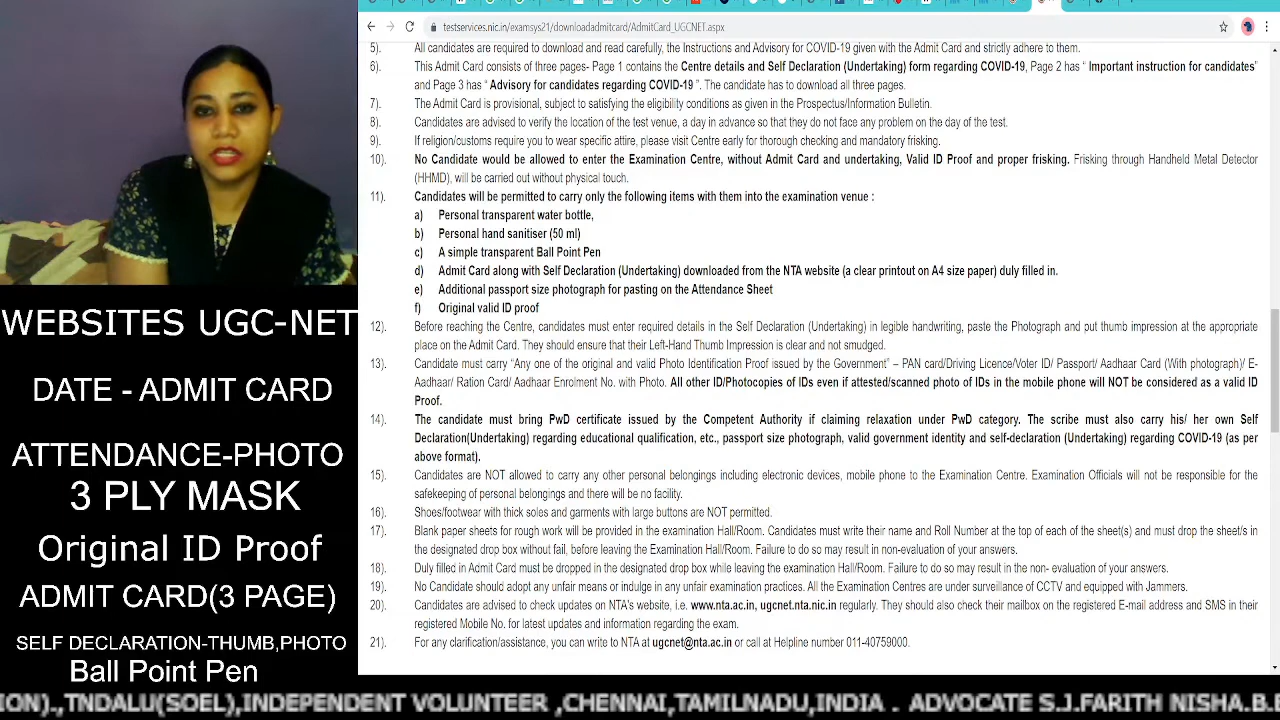 testservices.nic.in/examsys21/downloadadmitcard/AdmitCard_UGCNET.aspx
5). All candidates are required to download and read carefully, the Instructions and Advisory for COVID-19 given with the Admit Card and strictly adhere to them.
6). This Admit Card consists of three pages- Page 1 contains the Centre details and Self Declaration (Undertaking) form regarding COVID-19, Page 2 has “ Important instruction for candidates”
and Page 3 has “ Advisory for candidates regarding COVID-19 ”. The candidate has to download all three pages.
7). The Admit Card is provisional, subject to satisfying the eligibility conditions as given in the Prospectus/Information Bulletin.
8). Candidates are advised to verify the location of the test venue, a day in advance so that they do not face any problem on the day of the test.
9). If religion/customs require you to wear specific attire, please visit Centre early for thorough checking and mandatory frisking.
10). No Candidate would be allowed to enter the Examination Centre, without Admit Card and undertaking, Valid ID Proof and proper frisking. Frisking through Handheld Metal Detector
(HHMD), will be carried out without physical touch.
11). Candidates will be permitted to carry only the following items with them into the examination venue :
a) Personal transparent water bottle,
b) Personal hand sanitiser (50 ml)
c) A simple transparent Ball Point Pen
d) Admit Card along with Self Declaration (Undertaking) downloaded from the NTA website (a clear printout on A4 size paper) duly filled in.
e) Additional passport size photograph for pasting on the Attendance Sheet
f) Original valid ID proof
12). Before reaching the Centre, candidates must enter required details in the Self Declaration (Undertaking) in legible handwriting, paste the Photograph and put thumb impression at the appropriate
place on the Admit Card. They should ensure that their Left-Hand Thumb Impression is clear and not smudged.
13). Candidate must carry “Any one of the original and valid Photo Identification Proof issued by the Government” – PAN card/Driving Licence/Voter ID/ Passport/ Aadhaar Card (With photograph)/ E-
Aadhaar/ Ration Card/ Aadhaar Enrolment No. with Photo. All other ID/Photocopies of IDs even if attested/scanned photo of IDs in the mobile phone will NOT be considered as a valid ID
Proof.
14). The candidate must bring PwD certificate issued by the Competent Authority if claiming relaxation under PwD category. The scribe must also carry his/ her own Self
Declaration(Undertaking) regarding educational qualification, etc., passport size photograph, valid government identity and self-declaration (Undertaking) regarding COVID-19 (as per
above format).
15). Candidates are NOT allowed to carry any other personal belongings including electronic devices, mobile phone to the Examination Centre. Examination Officials will not be responsible for the
safekeeping of personal belongings and there will be no facility.
16). Shoes/footwear with thick soles and garments with large buttons are NOT permitted.
17). Blank paper sheets for rough work will be provided in the examination Hall/Room. Candidates must write their name and Roll Number at the top of each of the sheet(s) and must drop the sheet/s in
the designated drop box without fail, before leaving the Examination Hall/Room. Failure to do so may result in non-evaluation of your answers.
18). Duly filled in Admit Card must be dropped in the designated drop box while leaving the examination Hall/Room. Failure to do so may result in the non- evaluation of your answers.
19). No Candidate should adopt any unfair means or indulge in any unfair examination practices. All the Examination Centres are under surveillance of CCTV and equipped with Jammers.
20). Candidates are advised to check updates on NTA's website, i.e. www.nta.ac.in, ugcnet.nta.nic.in regularly. They should also check their mailbox on the registered E-mail address and SMS in their
registered Mobile No. for latest updates and information regarding the exam.
21). For any clarification/assistance, you can write to NTA at ugcnet@nta.ac.in or call at Helpline number 011-40759000.
WEBSITES UGC-NET
DATE - ADMIT CARD
ATTENDANCE-PHOTO
3 PLY MASK
Original ID Proof
ADMIT CARD(3 PAGE)
SELF DECLARATION-THUMB,PHOTO
Ball Point Pen
ION)., TNDALU(SOEL),INDEPENDENT VOLUNTEER ,CHENNAI,TAMILNADU,INDIA . ADVOCATE S.J.FARITH NISHA.B.